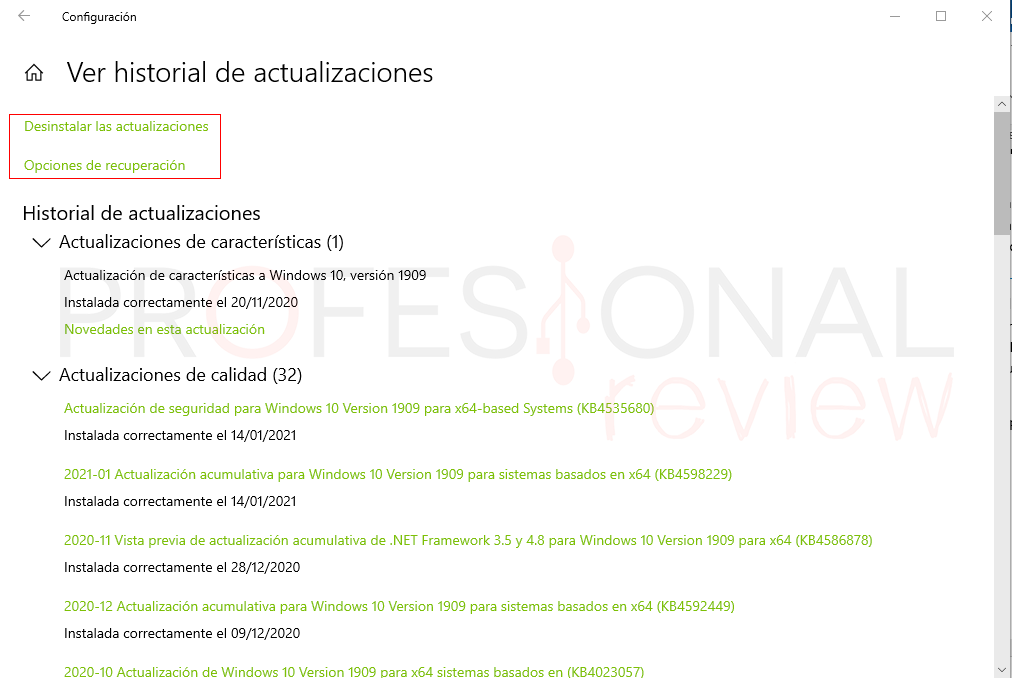 Configuración
Ver historial de actualizaciones
Desinstalar las actualizaciones
Opciones de recuperación
Historial de actualizaciones
Actualizaciones de características (1)
Actualización de características a Windows 10, versión 1909
Instalada correctamente el 20/11/2020
Novedades en esta actualización
PROFESIONAL
review
Actualizaciones de calidad (32)
Actualización de seguridad para Windows 10 Version 1909 para x64-based Systems (KB4535680)
Instalada correctamente el 14/01/2021
2021-01 Actualización acumulativa para Windows 10 Version 1909 para sistemas basados en x64 (KB4598229)
Instalada correctamente el 14/01/2021
2020-11 Vista previa de actualización acumulativa de .NET Framework 3.5 y 4.8 para Windows 10 Version 1909 para x64 (KB4586878)
Instalada correctamente el 28/12/2020
2020-12 Actualización acumulativa para Windows 10 Version 1909 para sistemas basados en x64 (KB4592449)
Instalada correctamente el 09/12/2020
2020-10 Actualización de Windows 10 Version 1909 para x64 sistemas basados en (KB4023057)